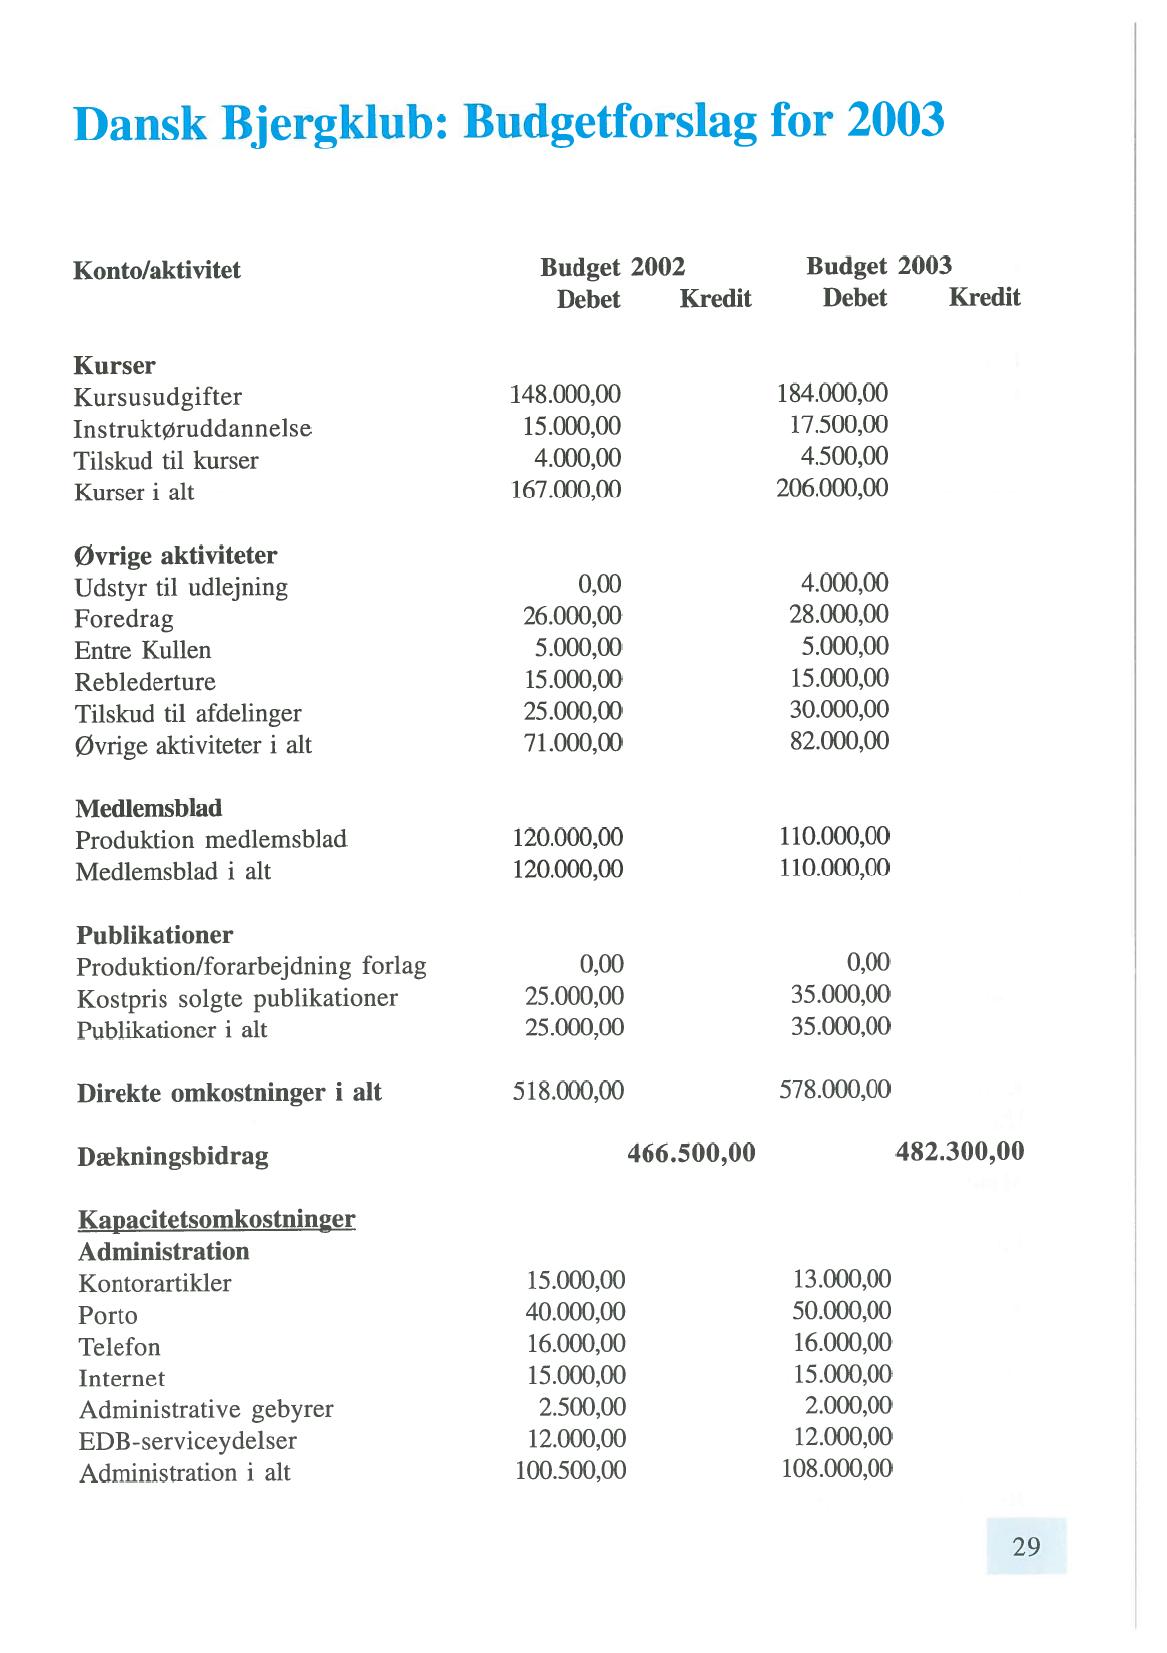 Dansk Bjergklub: Budgetforslag for 2003
Konto/aktivitet Budget 2002 Budget 2003
Debet Kredit Debet Kredit
Kurser
Kursusudgifter 148.000,00 184.000,00
Instruktøruddannelse 15.000,00 17.500,00
Tilskud til kurser 4.000,00 4.500,00
Kurser i alt 167.000,00 206.000,00
Øvrige aktiviteter
Udstyr til udlejning 0,00 4.000,00
Foredrag 26.000,00 28.000,00
Entre Kullen 5.000,00 5.000,00
Reblederture 15.000,00 15.000,00
Tilskud til afdelinger 25.000,00 30.000,00
Øvrige aktiviteter i alt 71.000,00 82.000,00
Medlemsblad
Produktion medlemsblad 120.000,00 110.000,00
Medlemsblad i alt 120.000,00 110.000,00
Publikationer
Produktion/forarbejdning forlag 0,00 0,00
Kostpris solgte publikationer 25.000,00 35.000,00
Publikationer i alt 25.000,00 35.000,00
Direkte omkostninger i alt 518.000,00 578.000,00
Dækningsbidrag 466.500,00 482.300,00
Kapacitetsomkostninger
Administration
Kontorartikler 15.000,00 13.000,00
Porto 40.000,00 50.000,00
Telefon 16.000,00 16.000,00
Internet 15.000,00 15.000,00
Administrative gebyrer 2.500,00 2.000,00
EDB-serviceydelser 12.000,00 12.000,00
Administration i alt 100.500,00 108.000,00
29